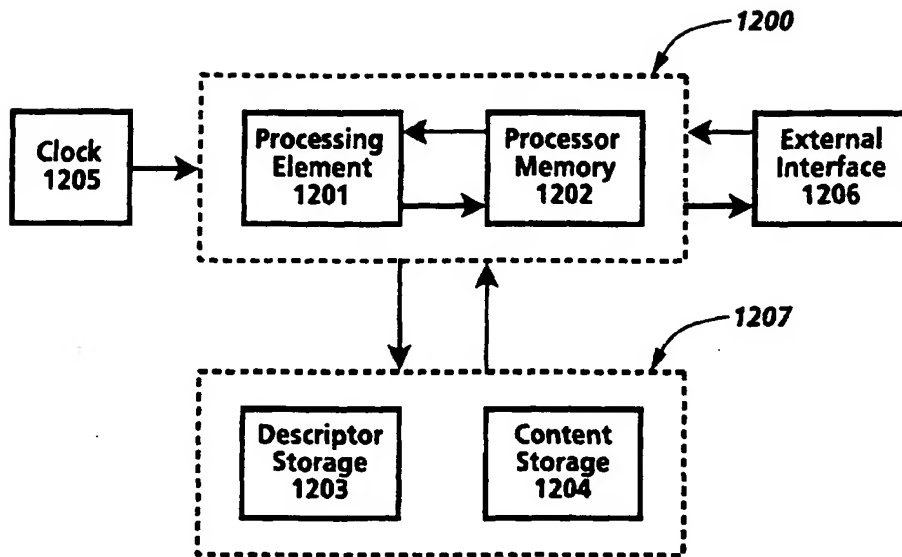 1200
Clock
1205
Processing
Element
1201
Processor
Memory
1202
External
Interface
1206
1207
Descriptor
Storage
1203
Content
Storage
1204